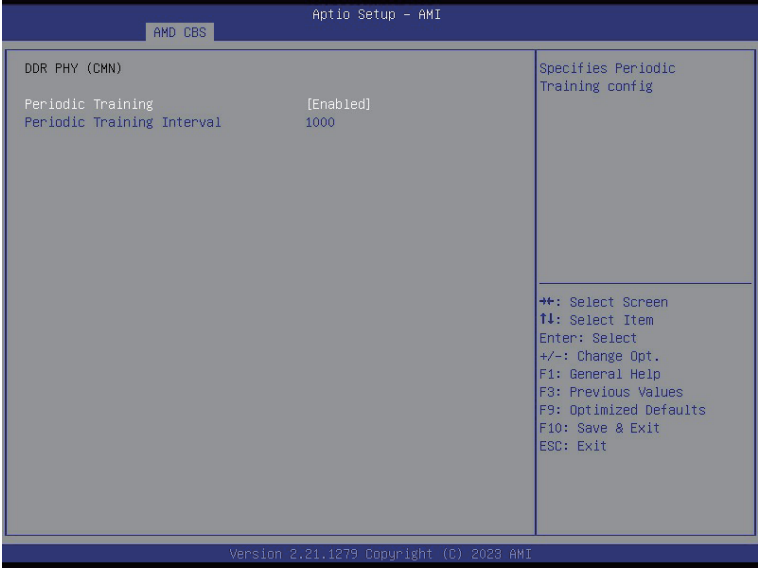 Aptio Setup – AMI
AMD CBS
DDR PHY (CMN)
Periodic Training [Enabled]
Periodic Training Interval 1000
Specifies Periodic
Training config
→←: Select Screen
↑↓: Select Item
Enter: Select
+/-: Change Opt.
F1: General Help
F3: Previous Values
F9: Optimized Defaults
F10: Save & Exit
ESC: Exit
Version 2.21.1279 Copyright (C) 2023 AMI